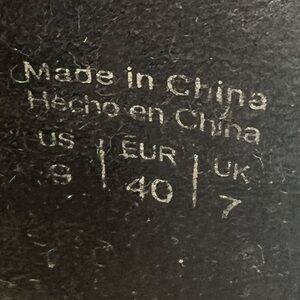 Made in China
Hecho en China
US | EUR | UK
8 | 40 | 7